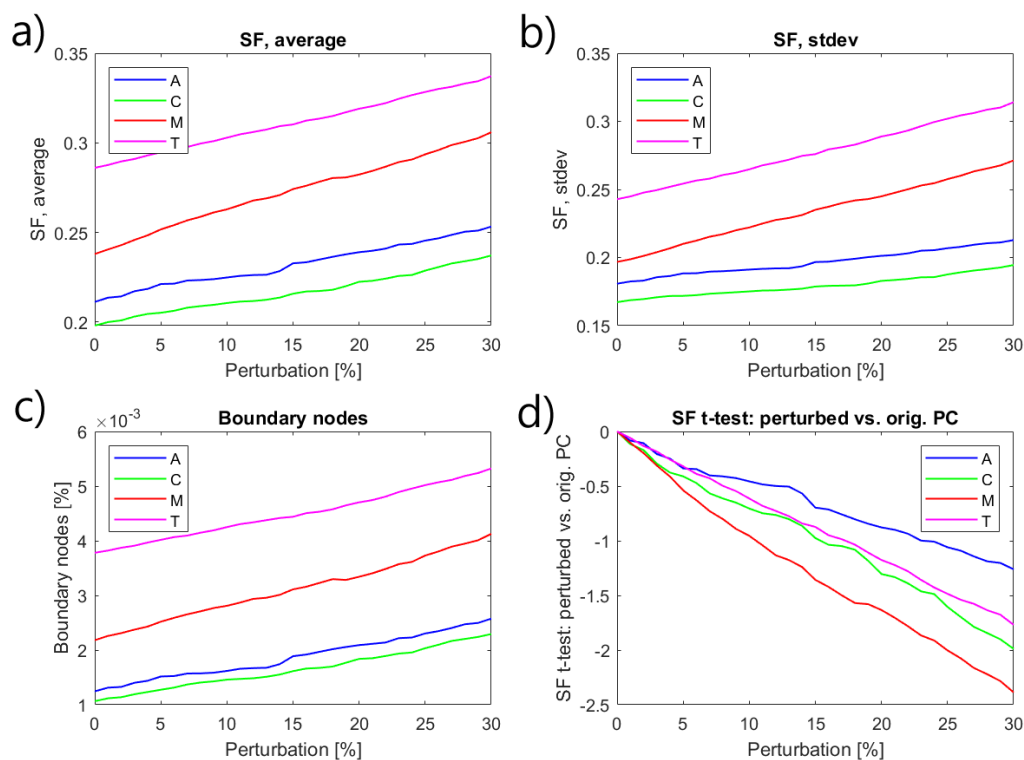 a)
SF, average
0.35
0.3
0.25
0.2
SF, average
A
C
M
T
0 5 10 15 20 25 30
Perturbation [%]
b)
SF, stdev
0.35
0.3
0.25
0.2
0.15
SF, stdev
A
C
M
T
0 5 10 15 20 25 30
Perturbation [%]
c)
×10-3
Boundary nodes
6
5
4
3
2
1
Boundary nodes [%]
A
C
M
T
0 5 10 15 20 25 30
Perturbation [%]
d)
SF t-test: perturbed vs. orig. PC
0
-0.5
-1
-1.5
-2
-2.5
SF t-test: perturbed vs. orig. PC
A
C
M
T
0 5 10 15 20 25 30
Perturbation [%]